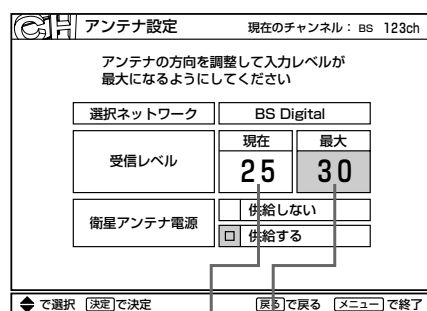 CH アンテナ設定 現在のチャンネル： BS 123ch
アンテナの方向を調整して入力レベルが
最大になるようにしてください
選択ネットワーク BS Digital
受信レベル 現在 最大
25 30
衛星アンテナ電源 供給しない
供給する
で選択 決定で決定 戻るで戻る メニューで終了